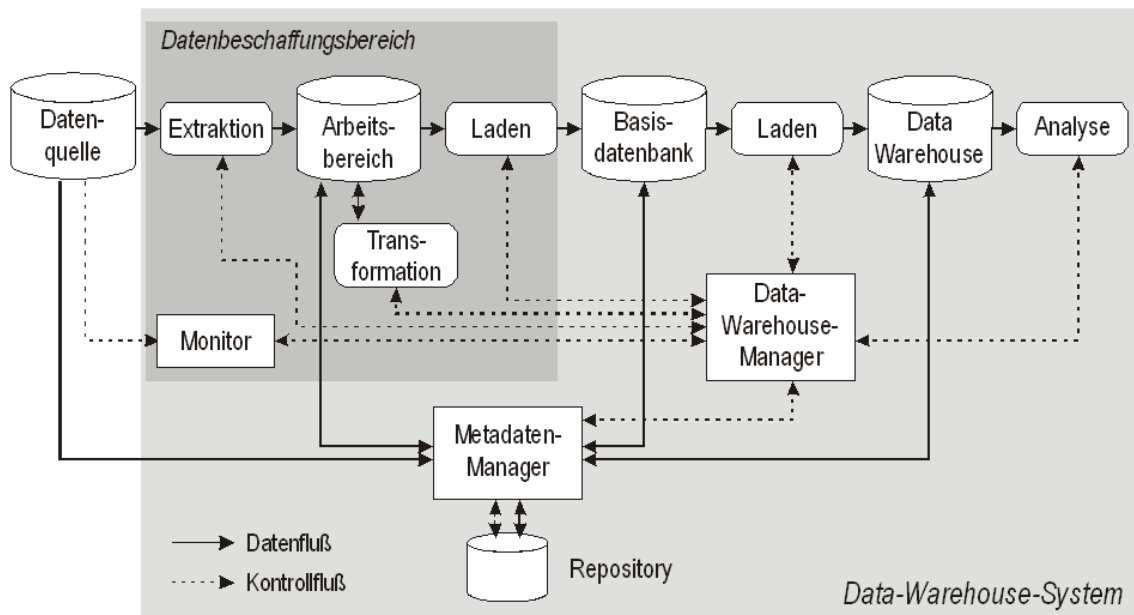 Datenbeschaffungsbereich
Daten-
quelle
Extraktion
Arbeits-
bereich
Laden
Basis-
datenbank
Laden
Data
Warehouse
Analyse
Trans-
formation
Monitor
Data-
Warehouse-
Manager
Metadaten-
Manager
Datenfluß
Kontrollfluß
Repository
Data-Warehouse-System